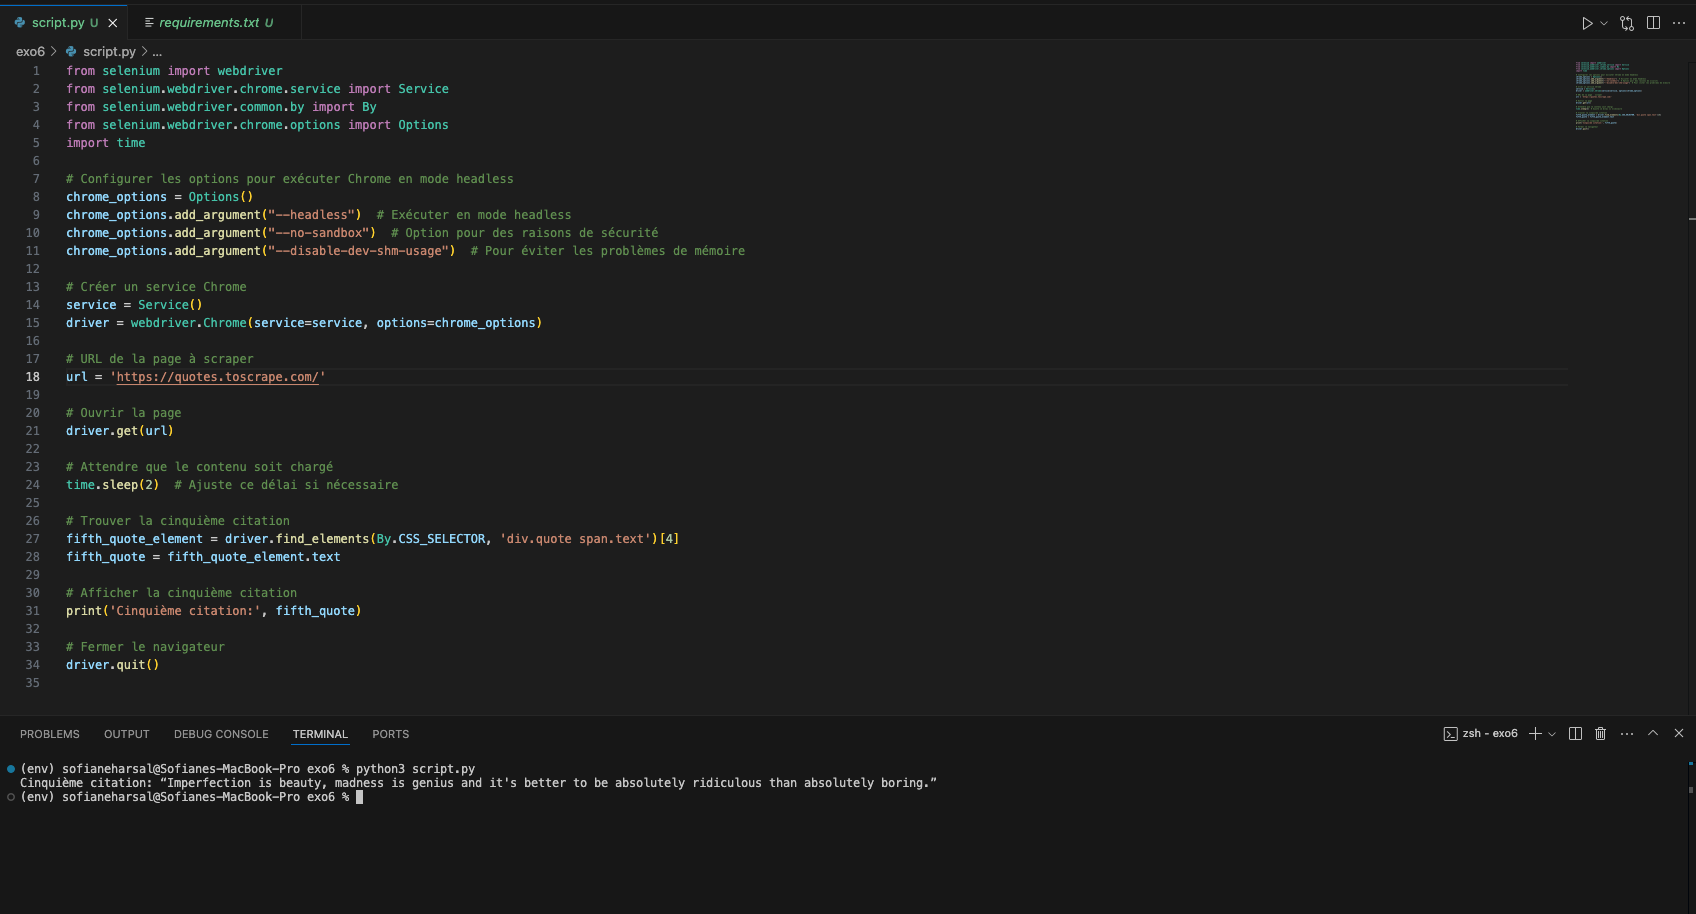 script.py U
requirements.txt U
exo6 > script.py > ...
1 from selenium import webdriver
2 from selenium.webdriver.chrome.service import Service
3 from selenium.webdriver.common.by import By
4 from selenium.webdriver.chrome.options import Options
5 import time
6
7 # Configurer les options pour exécuter Chrome en mode headless
8 chrome_options = Options()
9 chrome_options.add_argument("--headless")  # Exécuter en mode headless
10 chrome_options.add_argument("--no-sandbox")  # Option pour des raisons de sécurité
11 chrome_options.add_argument("--disable-dev-shm-usage")  # Pour éviter les problèmes de mémoire
12
13 # Créer un service Chrome
14 service = Service()
15 driver = webdriver.Chrome(service=service, options=chrome_options)
16
17 # URL de la page à scraper
18 url = 'https://quotes.toscrape.com/'
19
20 # Ouvrir la page
21 driver.get(url)
22
23 # Attendre que le contenu soit chargé
24 time.sleep(2)  # Ajuste ce délai si nécessaire
25
26 # Trouver la cinquième citation
27 fifth_quote_element = driver.find_elements(By.CSS_SELECTOR, 'div.quote span.text')[4]
28 fifth_quote = fifth_quote_element.text
29
30 # Afficher la cinquième citation
31 print('Cinquième citation:', fifth_quote)
32
33 # Fermer le navigateur
34 driver.quit()
35
PROBLEMS OUTPUT DEBUG CONSOLE TERMINAL PORTS
zsh - exo6
(env) sofianeharsal@Sofianes-MacBook-Pro exo6 % python3 script.py
Cinquième citation: “Imperfection is beauty, madness is genius and it's better to be absolutely ridiculous than absolutely boring.”
(env) sofianeharsal@Sofianes-MacBook-Pro exo6 %